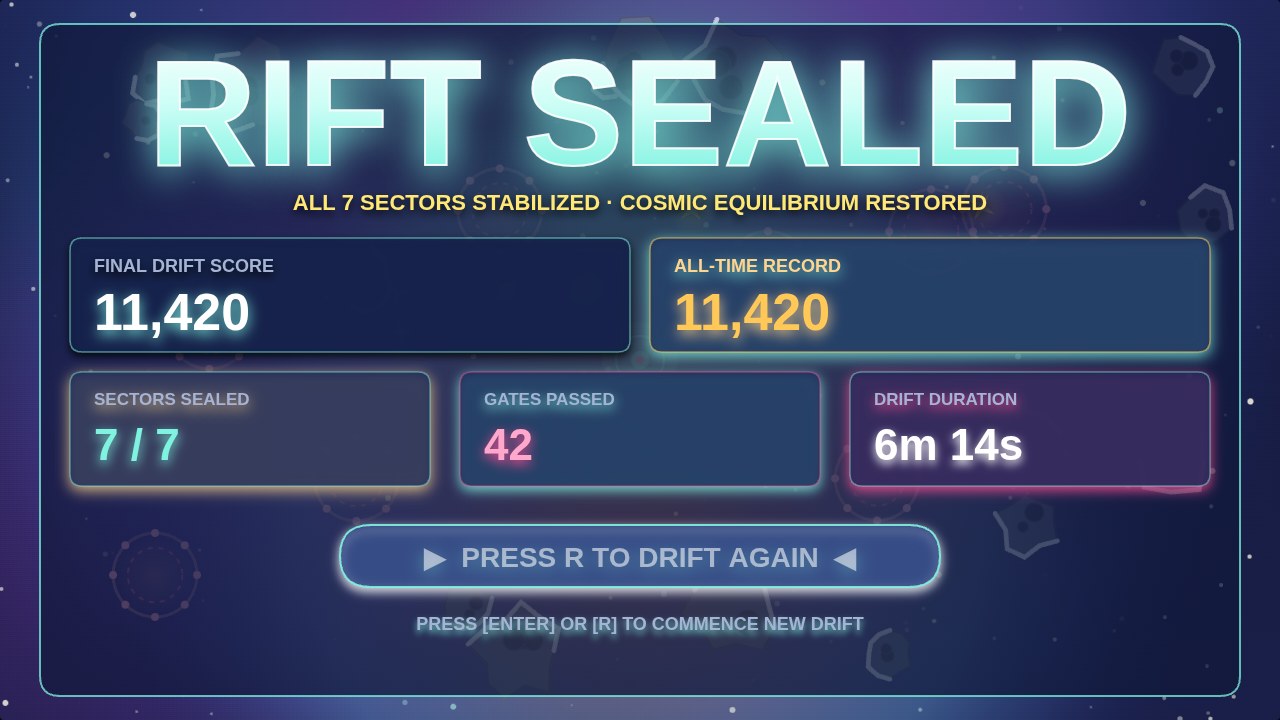 RIFT SEALED
ALL 7 SECTORS STABILIZED · COSMIC EQUILIBRIUM RESTORED
FINAL DRIFT SCORE
11,420
ALL-TIME RECORD
11,420
SECTORS SEALED
7 / 7
GATES PASSED
42
DRIFT DURATION
6m 14s
▶ PRESS R TO DRIFT AGAIN ◀
PRESS [ENTER] OR [R] TO COMMENCE NEW DRIFT